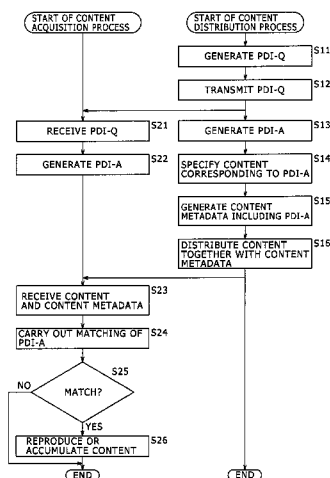 START OF CONTENT
ACQUISITION PROCESS
START OF CONTENT
DISTRIBUTION PROCESS
GENERATE PDI-Q
S11
TRANSMIT PDI-Q
S12
RECEIVE PDI-Q
S21
GENERATE PDI-A
S13
GENERATE PDI-A
S22
SPECIFY CONTENT
CORRESPONDING TO PDI-A
S14
GENERATE CONTENT
METADATA INCLUDING PDI-A
S15
DISTRIBUTE CONTENT
TOGETHER WITH CONTENT
METADATA
S16
RECEIVE CONTENT
AND CONTENT METADATA
S23
CARRY OUT MATCHING OF
PDI-A
S24
S25
NO
MATCH?
YES
REPRODUCE OR
ACCUMULATE CONTENT
S26
END
END